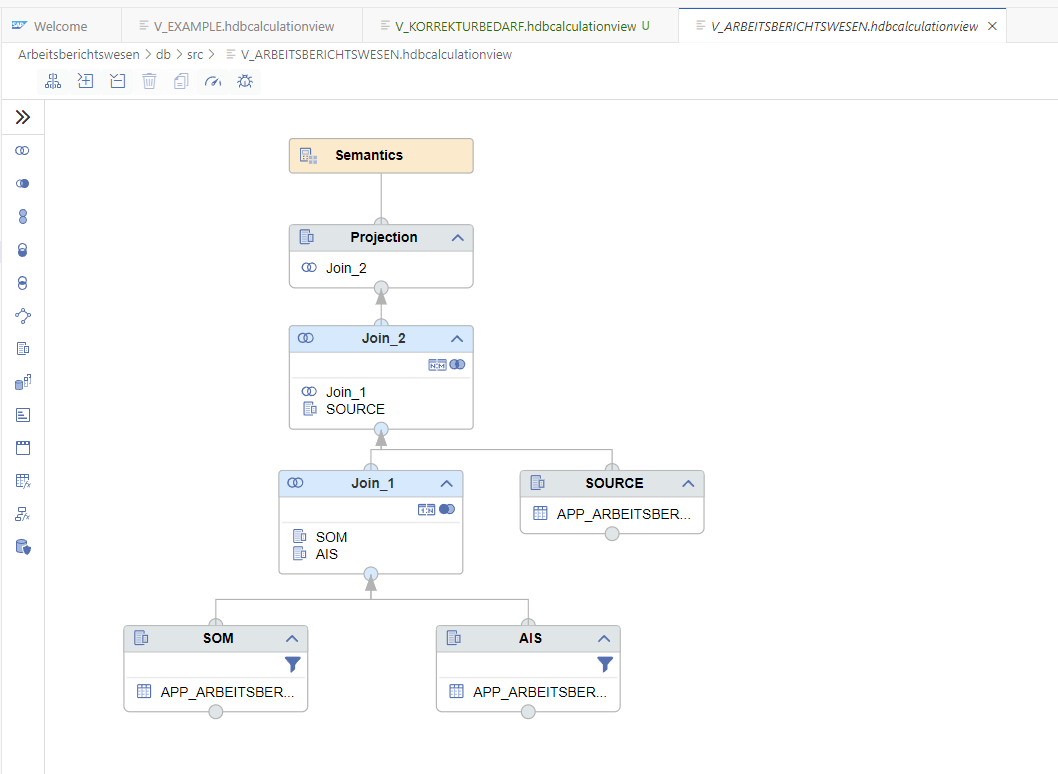 SAP Welcome
V_EXAMPLE.hdbcalculationview
V_KORREKTURBEDARF.hdbcalculationview U
V_ARBEITSBERICHTSWESEN.hdbcalculationview
Arbeitsberichtswesen > db > src > V_ARBEITSBERICHTSWESEN.hdbcalculationview
Semantics
Projection
Join_2
Join_2
N:M
Join_1
SOURCE
Join_1
1:N
SOM
AIS
SOURCE
APP_ARBEITSBER...
SOM
APP_ARBEITSBER...
AIS
APP_ARBEITSBER...